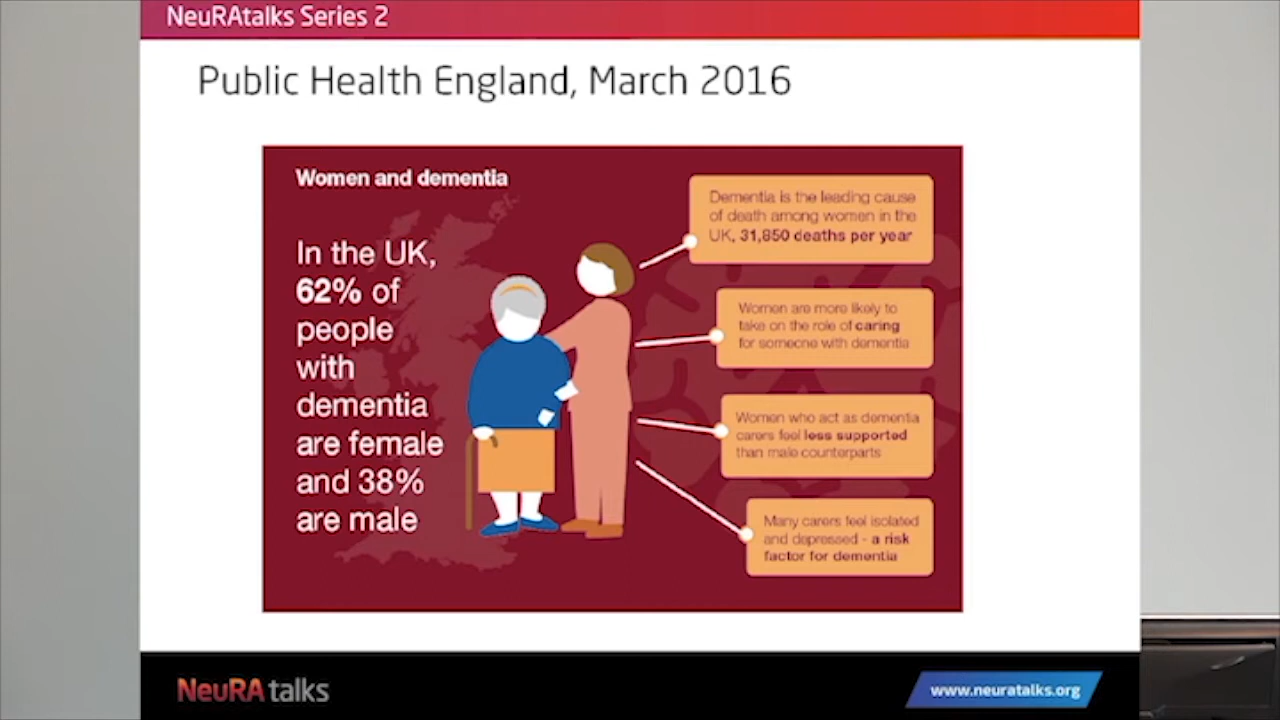 NeuRAtalks Series 2
Public Health England, March 2016
Women and dementia
In the UK,
62% of
people
with
dementia
are female
and 38%
are male
Dementia is the leading cause
of death among women in the
UK, 31,850 deaths per year
Women are more likely to
take on the role of caring
for someone with dementia
Women who act as dementia
carers feel less supported
than male counterparts
Many carers feel isolated
and depressed - a risk
factor for dementia
NeuRA talks
www.neuratalks.org